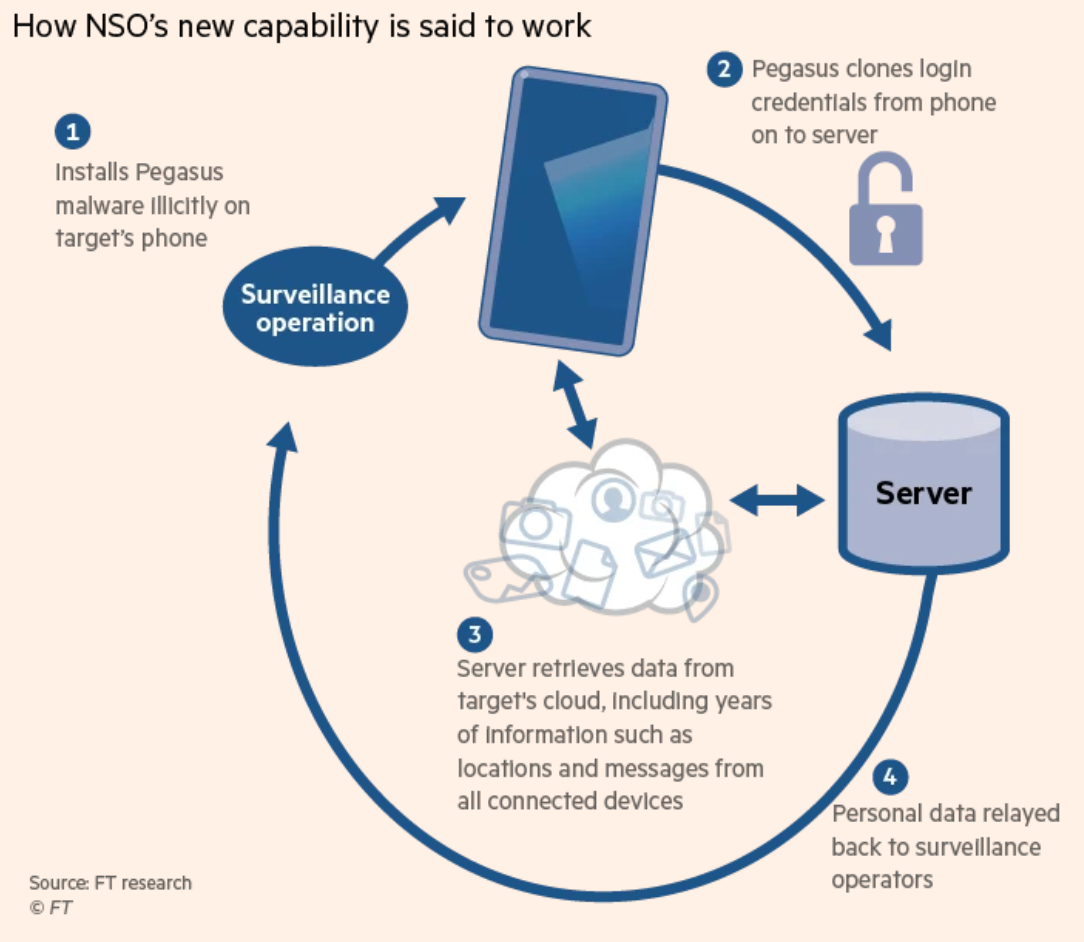 How NSO's new capability is said to work
1
Installs Pegasus
malware illicitly on
target's phone
Surveillance
operation
2
Pegasus clones login
credentials from phone
on to server
Server
3
Server retrieves data from
target's cloud, including years
of information such as
locations and messages from
all connected devices
4
Personal data relayed
back to surveillance
operators
Source: FT research
© FT